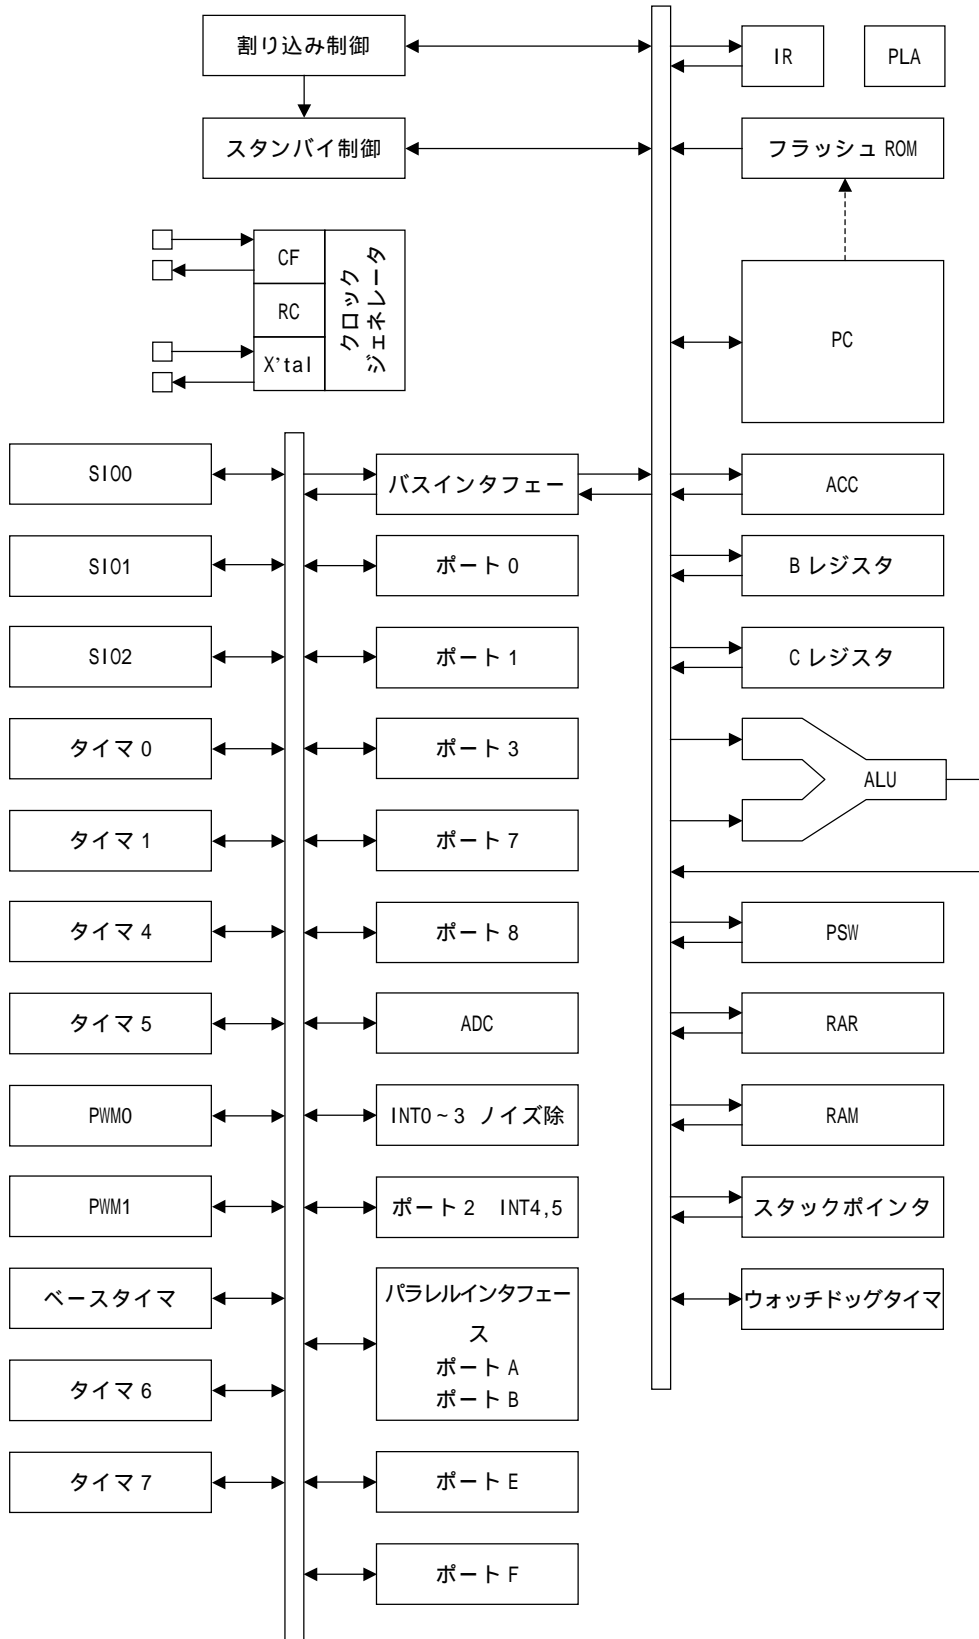 割り込み制御
IR
PLA
スタンバイ制御
フラッシュ ROM
CF
RC
X'tal
クロック
ジェネレータ
PC
SIO0
バスインタフェー
ACC
SIO1
ポート 0
B レジスタ
SIO2
ポート 1
C レジスタ
タイマ 0
ポート 3
ALU
タイマ 1
ポート 7
タイマ 4
ポート 8
PSW
タイマ 5
ADC
RAR
PWM0
INT0~3 ノイズ除
RAM
PWM1
ポート 2 INT4,5
スタックポインタ
ベースタイマ
パラレルインタフェー
ス
ポート A
ポート B
ウォッチドッグタイマ
タイマ 6
タイマ 7
ポート E
ポート F